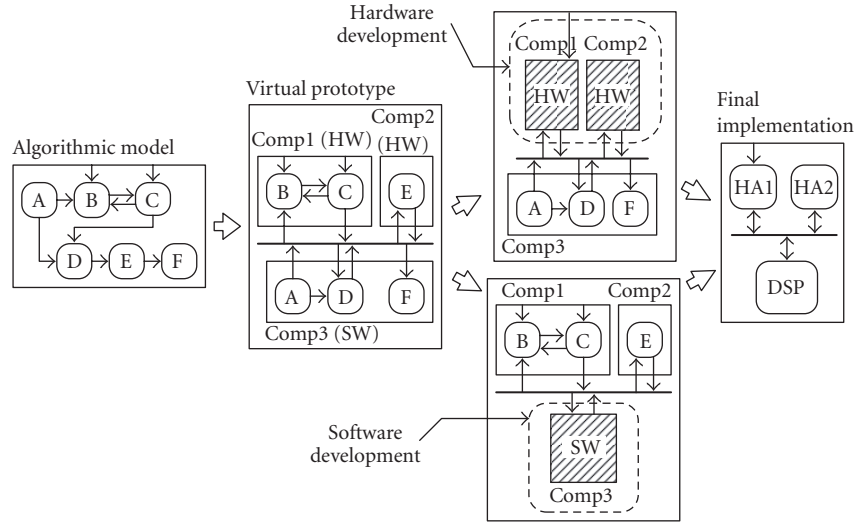 Algorithmic model
A
B
C
D
E
F
Virtual prototype
Comp1 (HW)
Comp2
(HW)
B
C
E
A
D
F
Comp3 (SW)
Hardware
development
Comp1
Comp2
HW
HW
A
D
F
Comp3
Comp1
Comp2
B
C
E
Software
development
SW
Comp3
Final
implementation
HA1
HA2
DSP